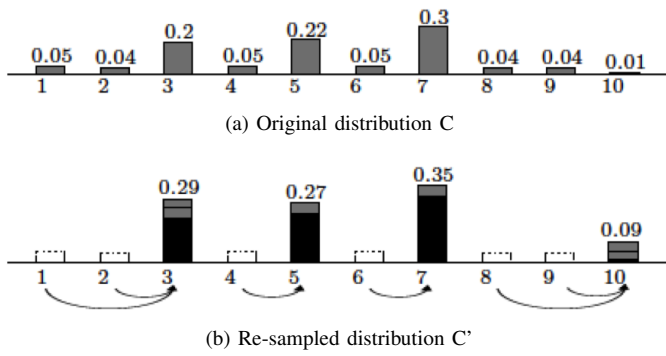 0.05 0.04 0.2 0.05 0.22 0.05 0.3 0.04 0.04 0.01
1 2 3 4 5 6 7 8 9 10
(a) Original distribution C
0.29 0.27 0.35 0.09
1 2 3 4 5 6 7 8 9 10
(b) Re-sampled distribution C'